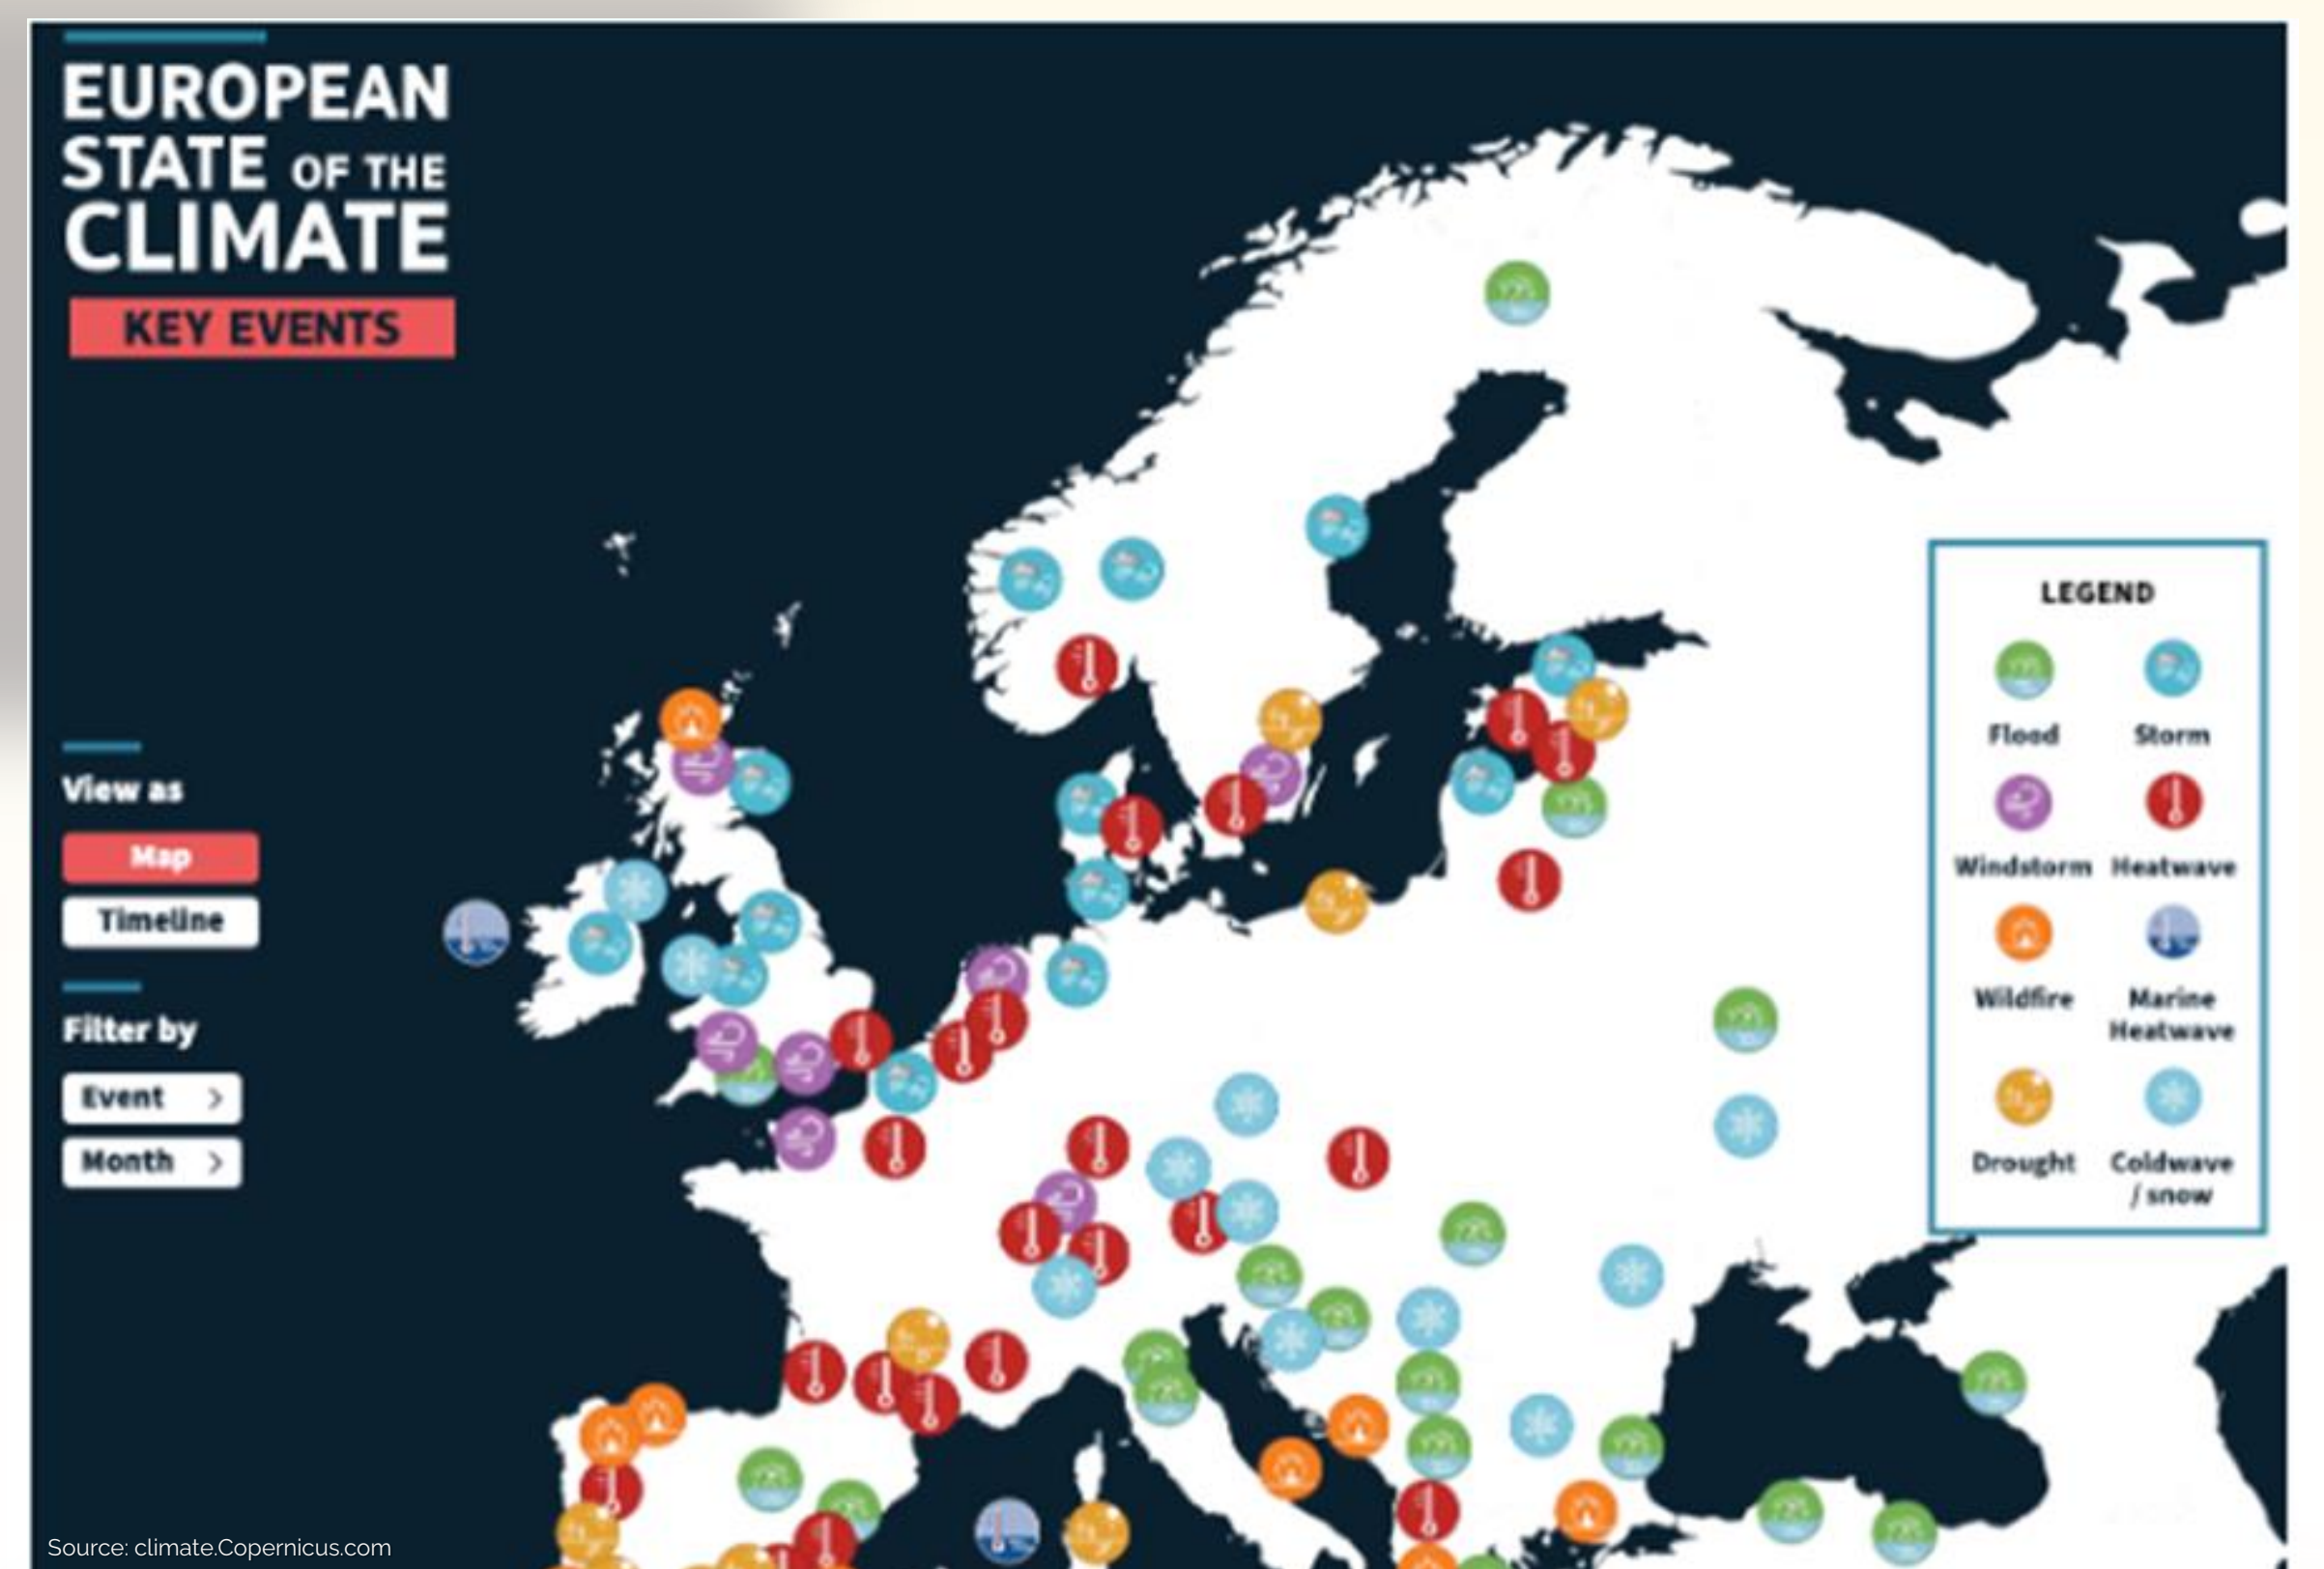 EUROPEAN
STATE OF THE
CLIMATE
KEY EVENTS
View as
Map
Timeline
Filter by
Event >
Month >
LEGEND
Flood Storm
Windstorm Heatwave
Wildfire Marine
Heatwave
Drought Coldwave
/ snow
Source: climate.Copernicus.com